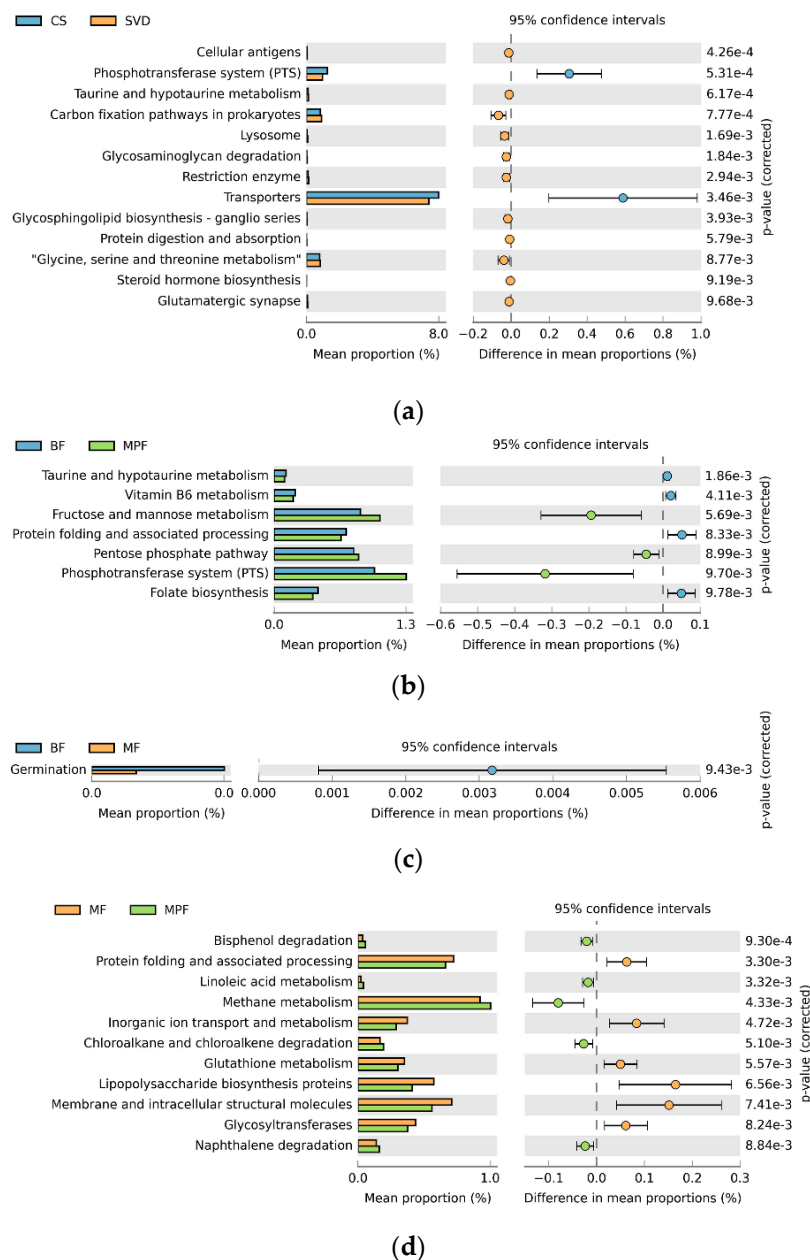 CS SVD 95% confidence intervals
Cellular antigens 4.26e-4
Phosphotransferase system (PTS) 5.31e-4
Taurine and hypotaurine metabolism 6.17e-4
Carbon fixation pathways in prokaryotes 7.77e-4
Lysosome 1.69e-3
Glycosaminoglycan degradation 1.84e-3
Restriction enzyme 2.94e-3
Transporters 3.46e-3
Glycosphingolipid biosynthesis - ganglio series 3.93e-3
Protein digestion and absorption 5.79e-3
"Glycine, serine and threonine metabolism" 8.77e-3
Steroid hormone biosynthesis 9.19e-3
Glutamatergic synapse 9.68e-3
p-value (corrected)
0.0 8.0 −0.2 0.0 0.2 0.4 0.6 0.8 1.0
Mean proportion (%) Difference in mean proportions (%)
(a)
BF MPF 95% confidence intervals
Taurine and hypotaurine metabolism 1.86e-3
Vitamin B6 metabolism 4.11e-3
Fructose and mannose metabolism 5.69e-3
Protein folding and associated processing 8.33e-3
Pentose phosphate pathway 8.99e-3
Phosphotransferase system (PTS) 9.70e-3
Folate biosynthesis 9.78e-3
p-value (corrected)
0.0 1.3 −0.6 −0.5 −0.4 −0.3 −0.2 −0.1 0.0 0.1
Mean proportion (%) Difference in mean proportions (%)
(b)
BF MF 95% confidence intervals
Germination 9.43e-3
p-value (corrected)
0.0 0.0 0.000 0.001 0.002 0.003 0.004 0.005 0.006
Mean proportion (%) Difference in mean proportions (%)
(c)
MF MPF 95% confidence intervals
Bisphenol degradation 9.30e-4
Protein folding and associated processing 3.30e-3
Linoleic acid metabolism 3.32e-3
Methane metabolism 4.33e-3
Inorganic ion transport and metabolism 4.72e-3
Chloroalkane and chloroalkene degradation 5.10e-3
Glutathione metabolism 5.57e-3
Lipopolysaccharide biosynthesis proteins 6.56e-3
Membrane and intracellular structural molecules 7.41e-3
Glycosyltransferases 8.24e-3
Naphthalene degradation 8.84e-3
p-value (corrected)
0.0 1.0 −0.1 0.0 0.1 0.2 0.3
Mean proportion (%) Difference in mean proportions (%)
(d)